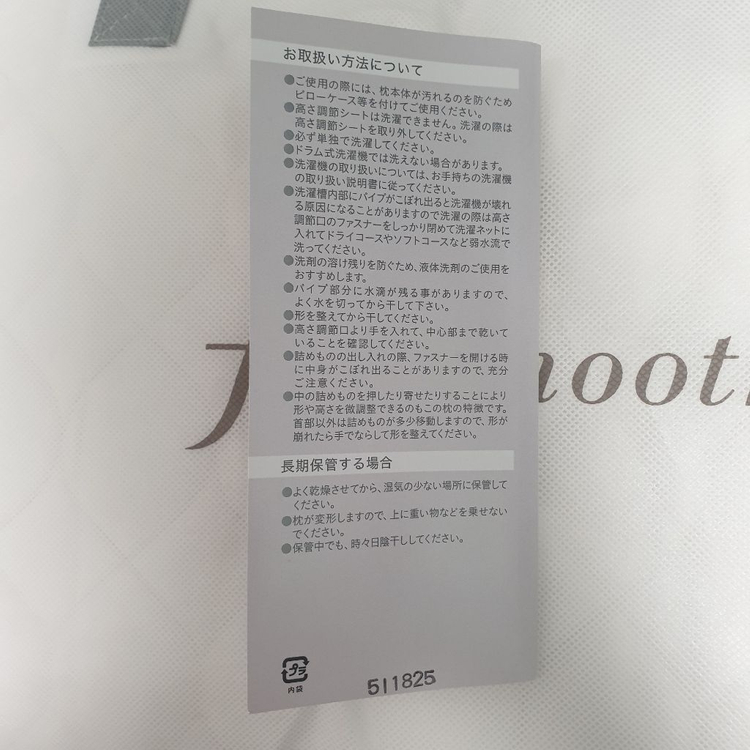 お取扱い方法について
●ご使用の際には、枕本体が汚れるのを防ぐため
ピローケース等を付けてご使用ください。
●高さ調節シートは洗濯できません。洗濯の際は
高さ調節シートを取り外してください。
●必ず単独で洗濯してください。
●ドラム式洗濯機では洗えない場合があります。
●洗濯機の取り扱いについては、お手持ちの洗濯機
の取り扱い説明書に従ってください。
●洗濯槽内部にパイプがこぼれ出ると洗濯機が壊れ
る原因になることがありますので洗濯の際は高さ
調節口のファスナーをしっかり閉めて洗濯ネットに
入れてドライコースやソフトコースなど弱水流で
洗ってください。
●洗剤の溶け残りを防ぐため、液体洗剤のご使用を
おすすめします。
●パイプ部分に水滴が残る事がありますので、
よく水を切ってから干して下さい。
●形を整えてから干してください。
●高さ調節口より手を入れて、中心部まで乾いて
いることを確認してください。
●詰めものの出し入れの際、ファスナーを開ける時
に中身がこぼれ出ることがありますので、充分
ご注意ください。
●中の詰めものを押したり寄せたりすることにより
形や高さを微調整できるのもこの枕の特徴です。
首部以外は詰めものが多少移動しますので、形が
崩れたら手でならして形を整えてください。
長期保管する場合
●よく乾燥させてから、湿気の少ない場所に保管して
ください。
●枕が変形しますので、上に重い物などを乗せない
でください。
●保管中でも、時々日陰干ししてください。
プラ
内袋
511825